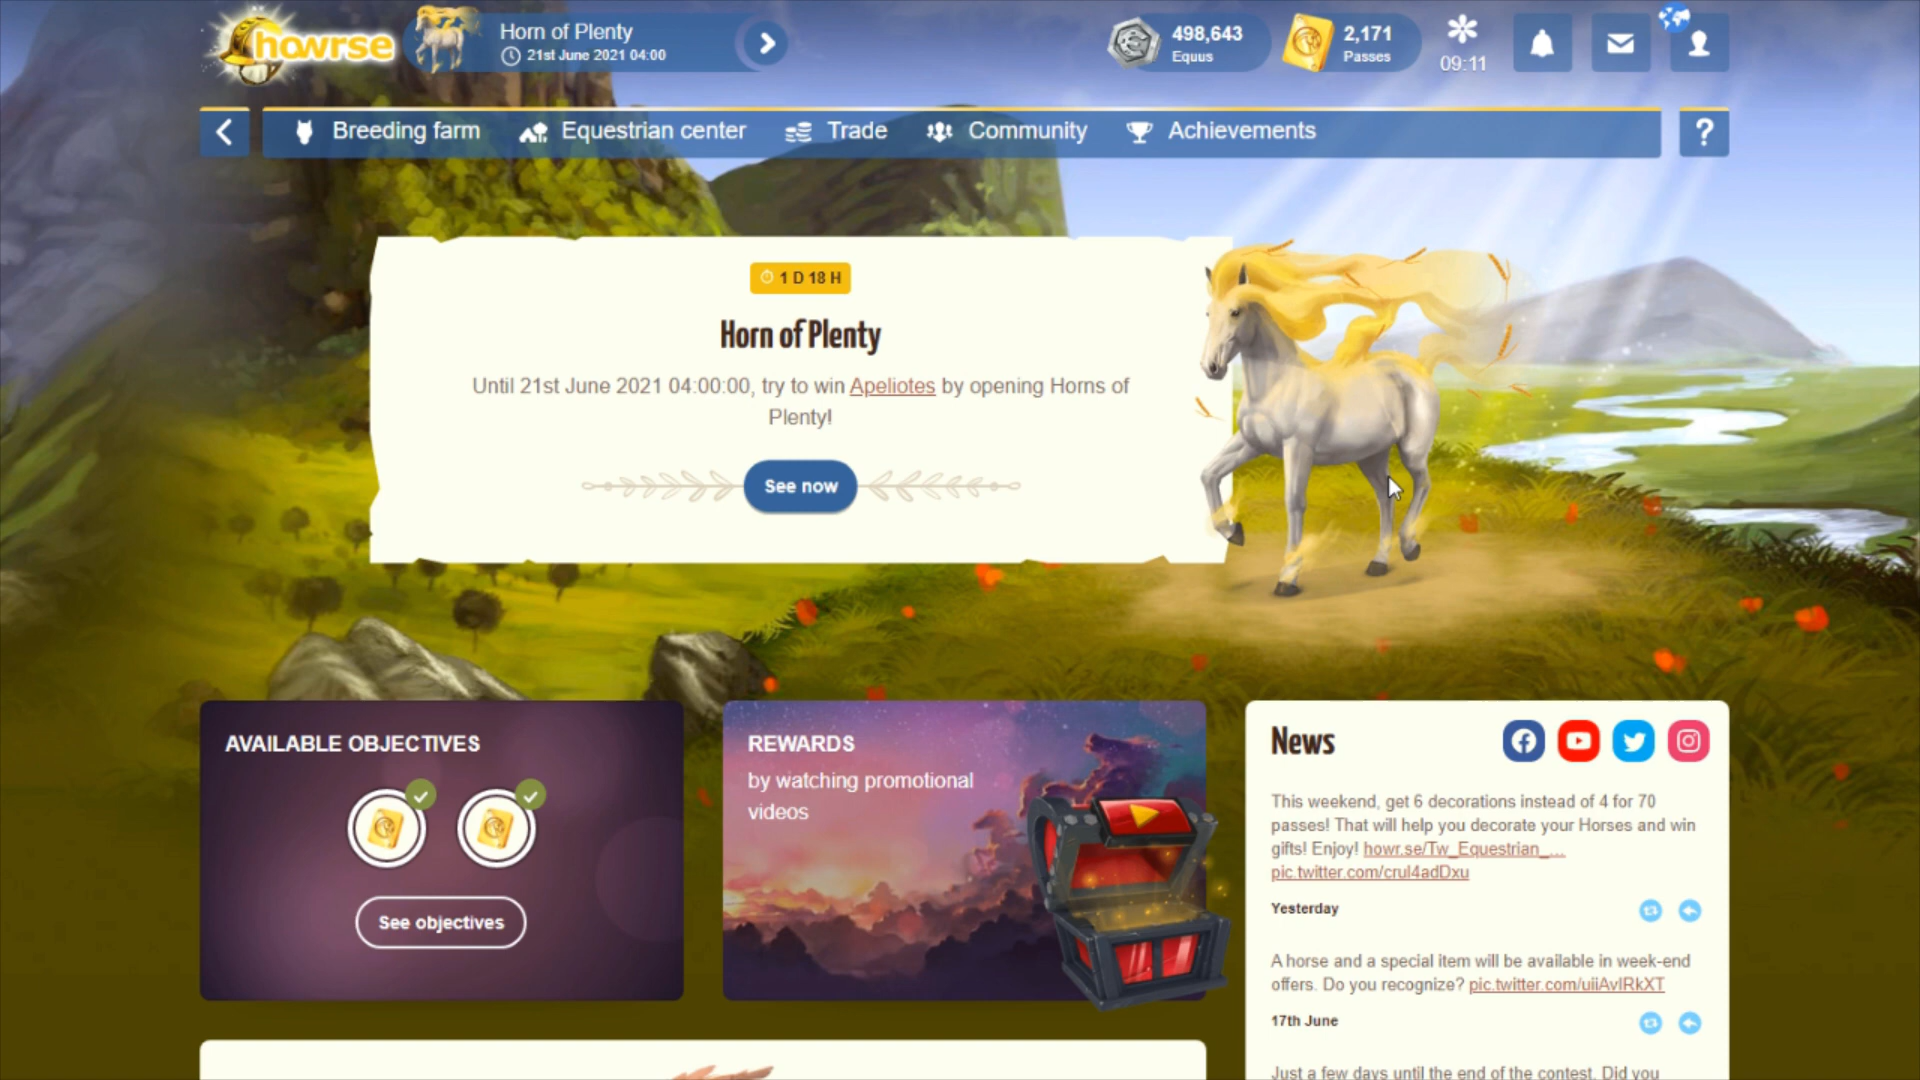 howrse
Horn of Plenty
21st June 2021 04:00
498,643
Equus
2,171
Passes
09:11
Breeding farm
Equestrian center
Trade
Community
Achievements
?
1 D 18 H
Horn of Plenty
Until 21st June 2021 04:00:00, try to win Apeliotes by opening Horns of
Plenty!
See now
AVAILABLE OBJECTIVES
See objectives
REWARDS
by watching promotional
videos
News
This weekend, get 6 decorations instead of 4 for 70
passes! That will help you decorate your Horses and win
gifts! Enjoy! howr.se/Tw_Equestrian_...
pic.twitter.com/crul4adDxu
Yesterday
A horse and a special item will be available in week-end
offers. Do you recognize? pic.twitter.com/uiiAvIRkXT
17th June
Just a few days until the end of the contest. Did you